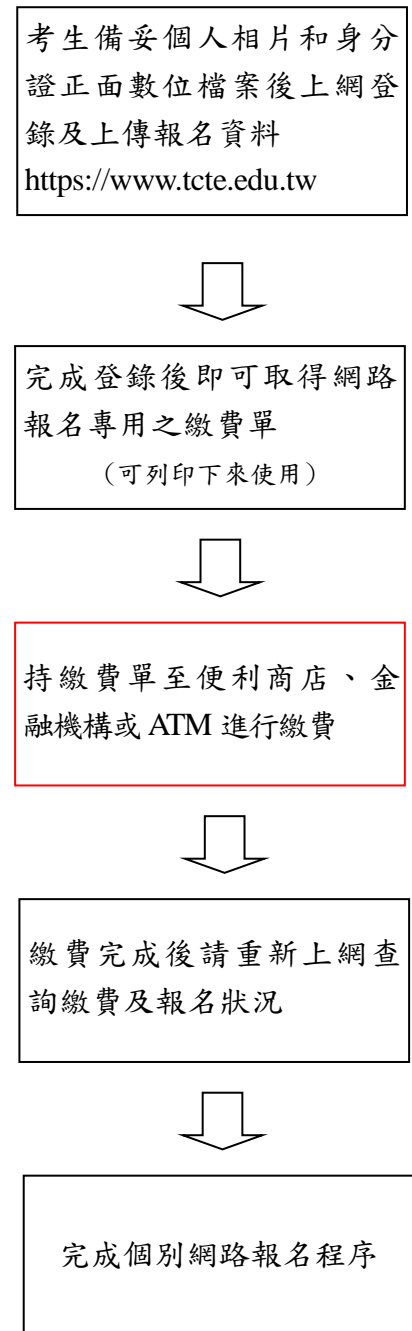 考生備妥個人相片和身分
證正面數位檔案後上網登
錄及上傳報名資料
https://www.tcte.edu.tw
完成登錄後即可取得網路
報名專用之繳費單
（可列印下來使用）
持繳費單至便利商店、金
融機構或 ATM 進行繳費
繳費完成後請重新上網查
詢繳費及報名狀況
完成個別網路報名程序